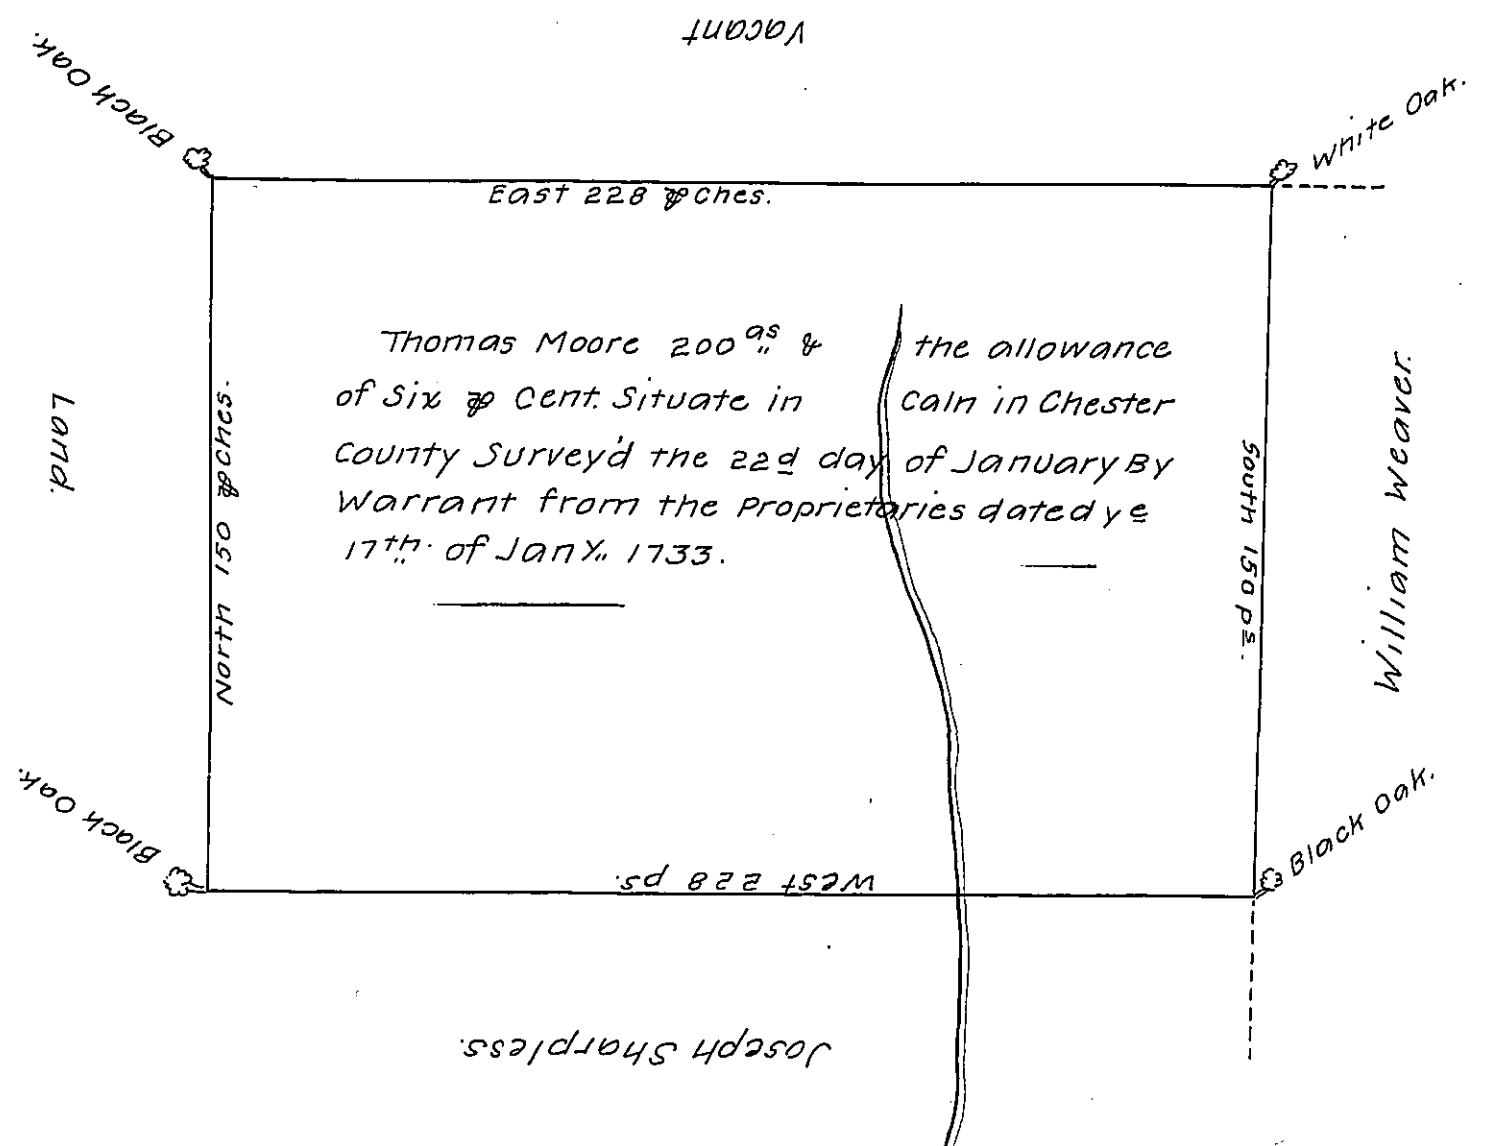 Vacant
Black Oak.
White Oak.
East 228 ℔ches.
Thomas Moore 200 as & the allowance
of Six ℔ Cent. Situate in Caln in Chester
County Survey'd the 22d day of January By
Warrant from the Proprietaries dated ye
17th. of Jany. 1733.
Land.
North 150 ℔ches.
South 150 ps.
William Weaver.
Black Oak.
Black Oak.
West 228 ps.
Joseph Sharpless.